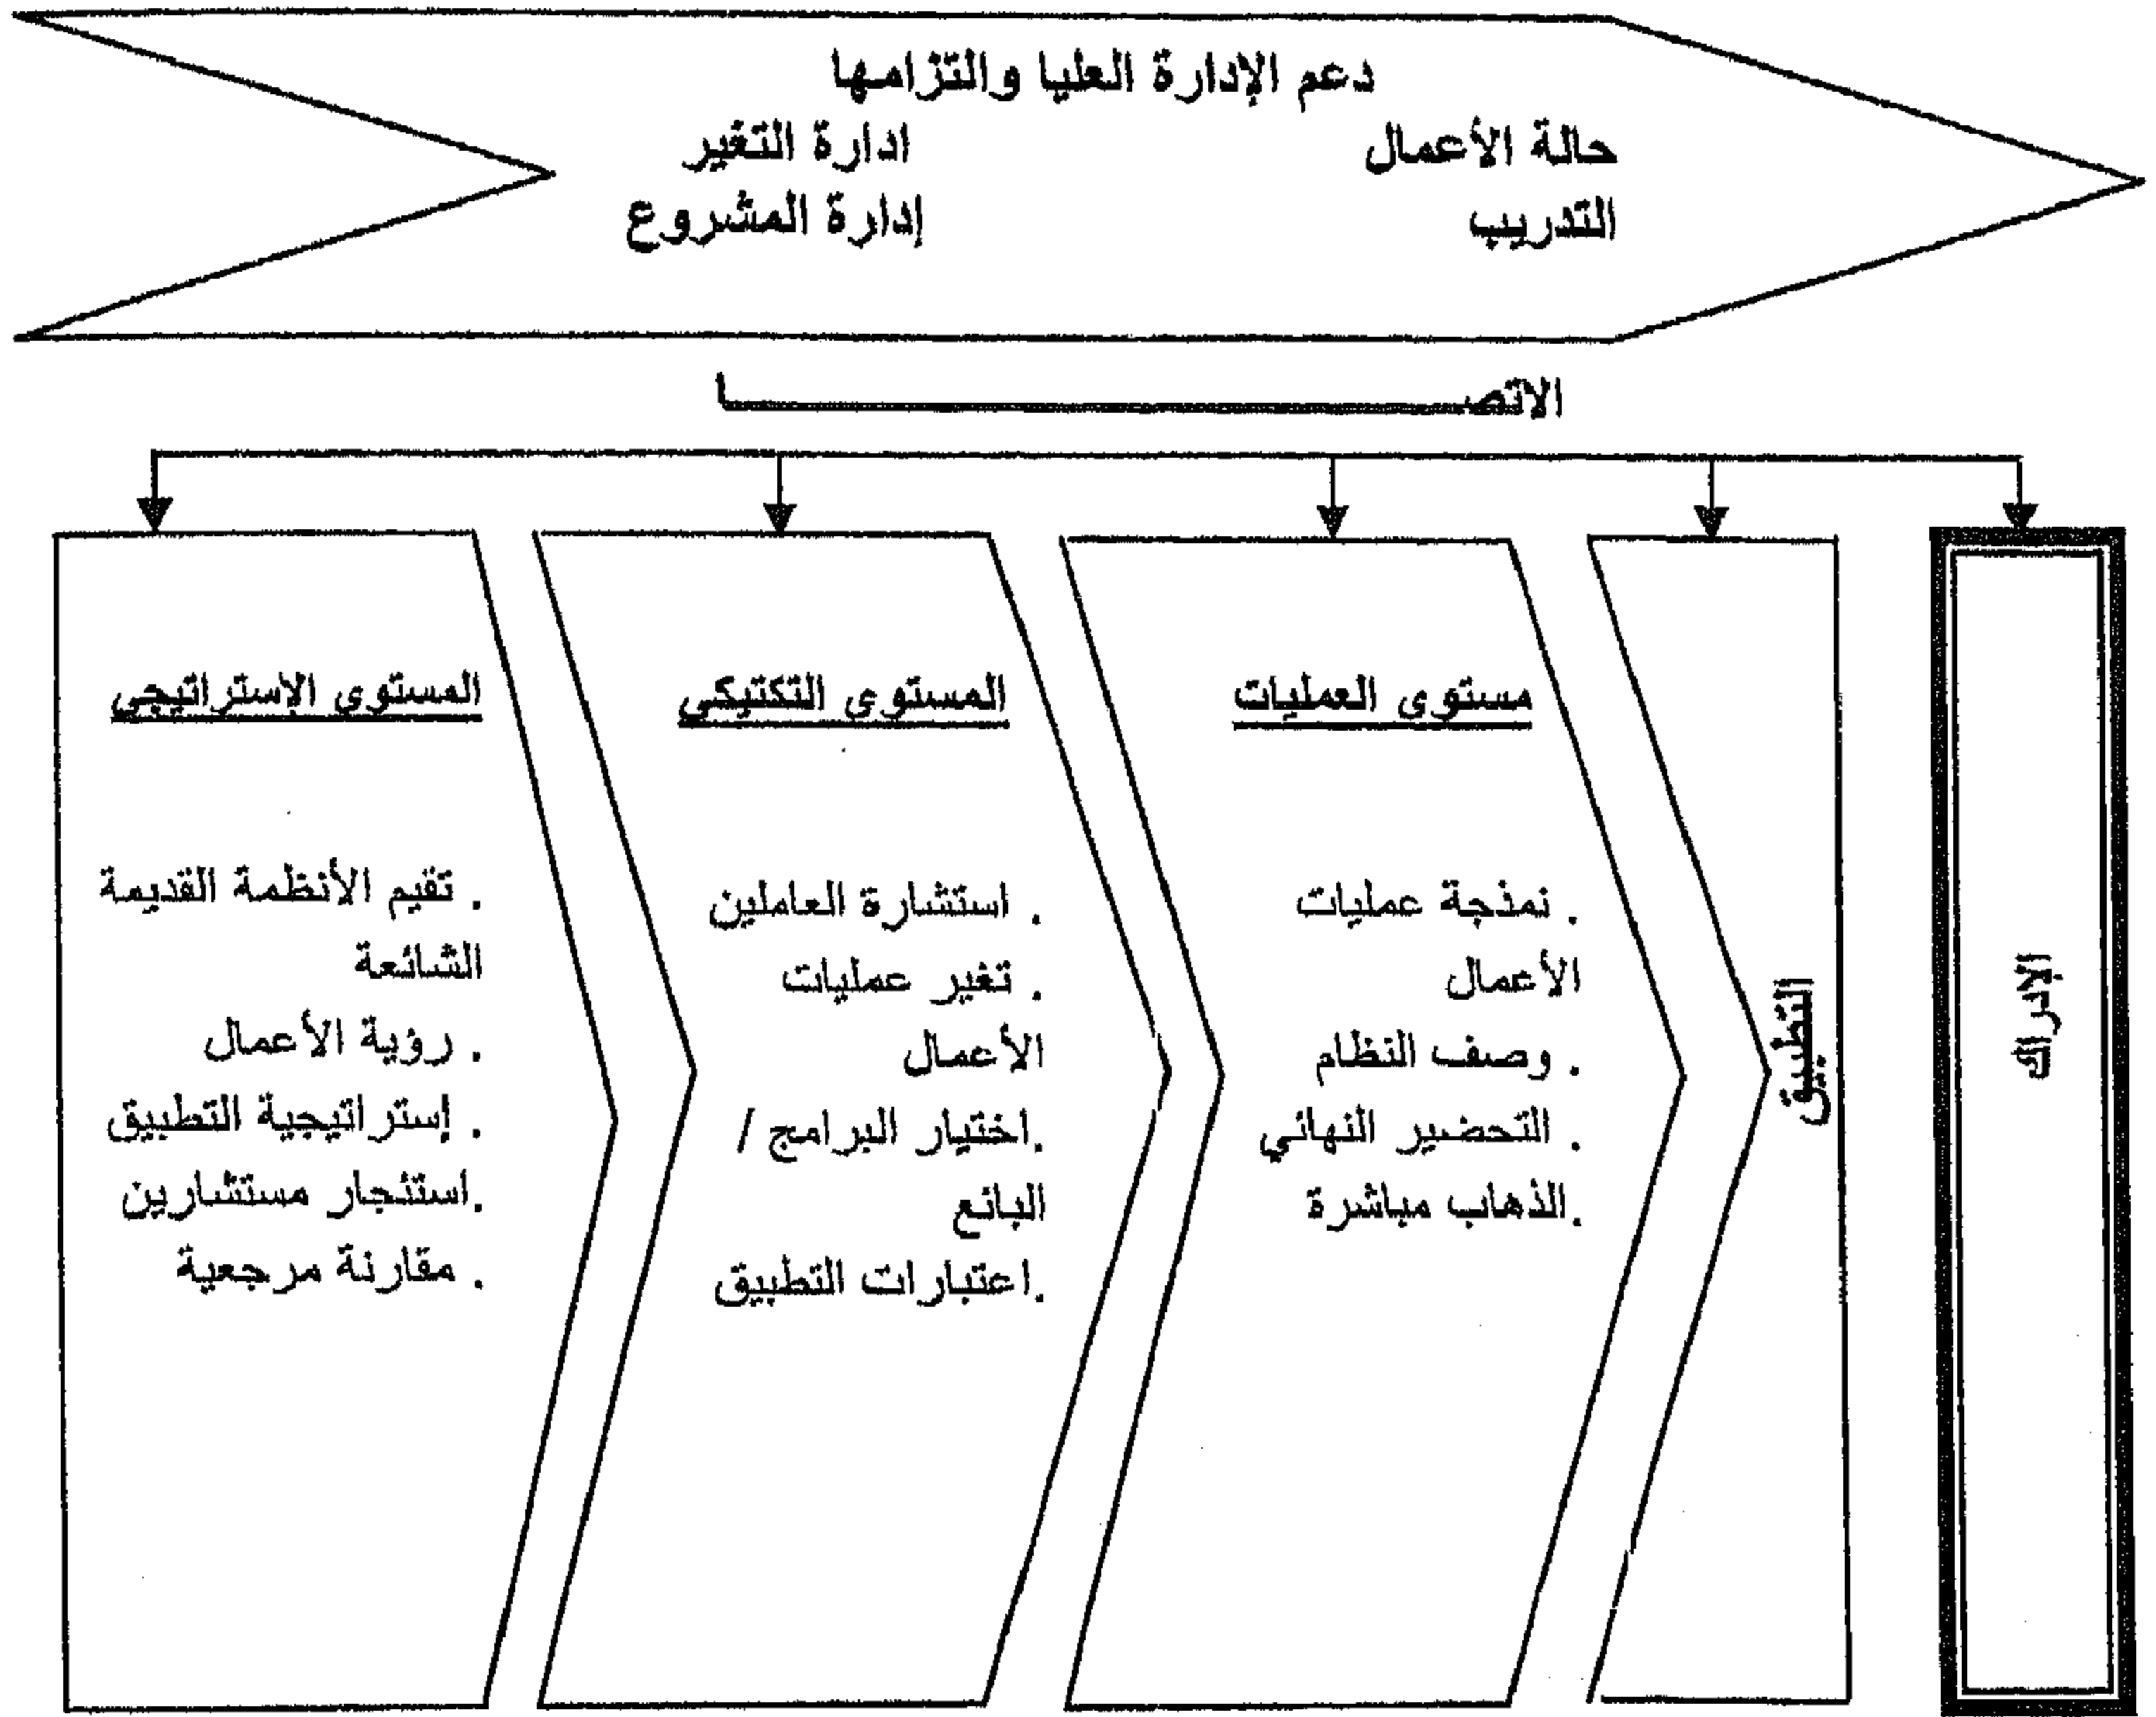 دعم الإدارة العليا والتزامها
حالة الأعمال ادارة التغير
التدريب إدارة المشروع
الاتصـــــــــــــال
المستوى الإستراتيجي
. تقيم الأنظمة القديمة
الشائعة
. رؤية الأعمال
. إستراتيجية التطبيق
.استئجار مستشارين
. مقارنة مرجعية
المستوى التكتيكي
. استشارة العاملين
. تغير عمليات
الأعمال
.اختيار البرامج /
البائع
.اعتبارات التطبيق
مستوى العمليات
. نمذجة عمليات
الأعمال
. وصف النظام
. التحضير النهائي
.الذهاب مباشرة
التطبيق
الإدراك